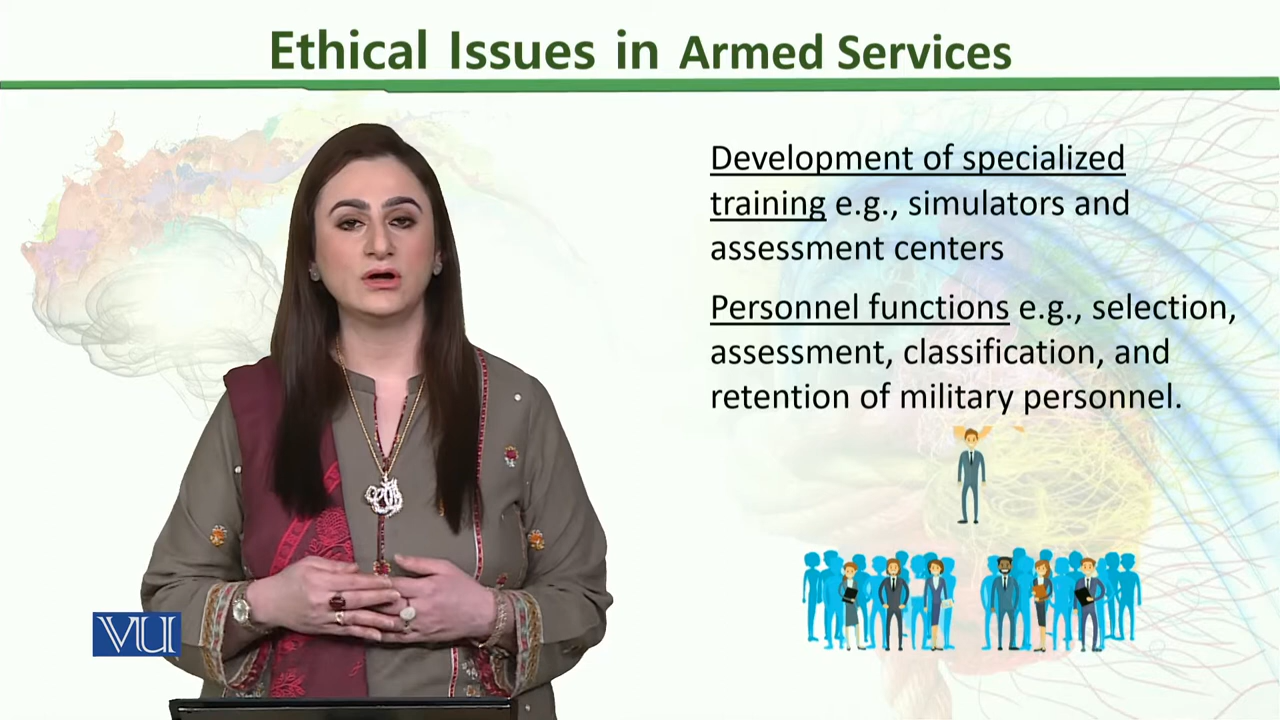 Ethical Issues in Armed Services
Development of specialized
training e.g., simulators and
assessment centers
Personnel functions e.g., selection,
assessment, classification, and
retention of military personnel.
VU